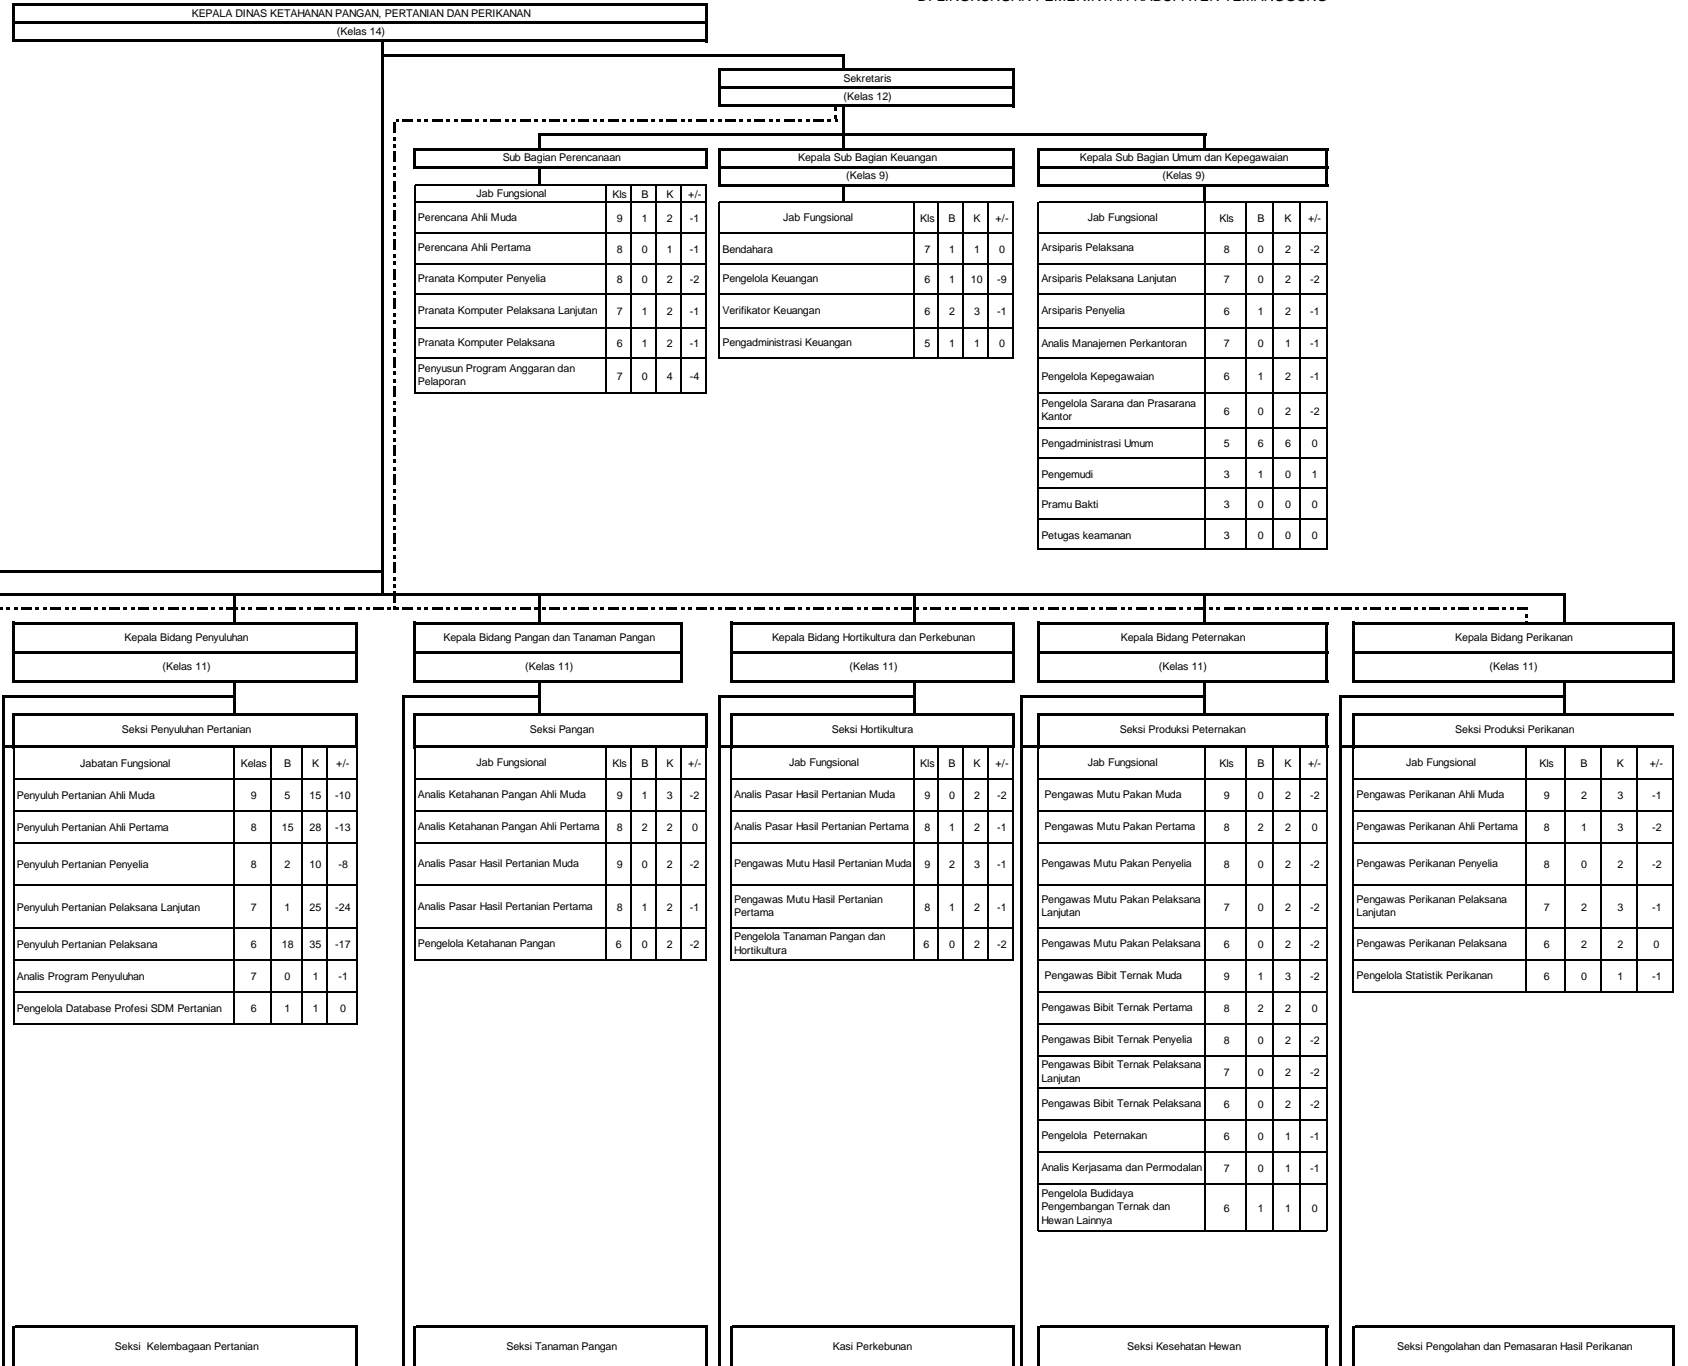 KEPALA DINAS KETAHANAN PANGAN, PERTANIAN DAN PERIKANAN
(Kelas 14)
Sekretaris
(Kelas 12)
Sub Bagian Perencanaan
Jab Fungsional Kls B K +/-
Perencana Ahli Muda 9 1 2 -1
Perencana Ahli Pertama 8 0 1 -1
Pranata Komputer Penyelia 8 0 2 -2
Pranata Komputer Pelaksana Lanjutan 7 1 2 -1
Pranata Komputer Pelaksana 6 1 2 -1
Penyusun Program Anggaran dan
Pelaporan 7 0 4 -4
Kepala Sub Bagian Keuangan
(Kelas 9)
Jab Fungsional Kls B K +/-
Bendahara 7 1 1 0
Pengelola Keuangan 6 1 10 -9
Verifikator Keuangan 6 2 3 -1
Pengadministrasi Keuangan 5 1 1 0
Kepala Sub Bagian Umum dan Kepegawaian
(Kelas 9)
Jab Fungsional Kls B K +/-
Arsiparis Pelaksana 8 0 2 -2
Arsiparis Pelaksana Lanjutan 7 0 2 -2
Arsiparis Penyelia 6 1 2 -1
Analis Manajemen Perkantoran 7 0 1 -1
Pengelola Kepegawaian 6 1 2 -1
Pengelola Sarana dan Prasarana
Kantor 6 0 2 -2
Pengadministrasi Umum 5 6 6 0
Pengemudi 3 1 0 1
Pramu Bakti 3 0 0 0
Petugas keamanan 3 0 0 0
Kepala Bidang Penyuluhan
(Kelas 11)
Seksi Penyuluhan Pertanian
Jabatan Fungsional Kelas B K +/-
Penyuluh Pertanian Ahli Muda 9 5 15 -10
Penyuluh Pertanian Ahli Pertama 8 15 28 -13
Penyuluh Pertanian Penyelia 8 2 10 -8
Penyuluh Pertanian Pelaksana Lanjutan 7 1 25 -24
Penyuluh Pertanian Pelaksana 6 18 35 -17
Analis Program Penyuluhan 7 0 1 -1
Pengelola Database Profesi SDM Pertanian 6 1 1 0
Seksi Kelembagaan Pertanian
Kepala Bidang Pangan dan Tanaman Pangan
(Kelas 11)
Seksi Pangan
Jab Fungsional Kls B K +/-
Analis Ketahanan Pangan Ahli Muda 9 1 3 -2
Analis Ketahanan Pangan Ahli Pertama 8 2 2 0
Analis Pasar Hasil Pertanian Muda 9 0 2 -2
Analis Pasar Hasil Pertanian Pertama 8 1 2 -1
Pengelola Ketahanan Pangan 6 0 2 -2
Seksi Tanaman Pangan
Kepala Bidang Hortikultura dan Perkebunan
(Kelas 11)
Seksi Hortikultura
Jab Fungsional Kls B K +/-
Analis Pasar Hasil Pertanian Muda 9 0 2 -2
Analis Pasar Hasil Pertanian Pertama 8 1 2 -1
Pengawas Mutu Hasil Pertanian Muda 9 2 3 -1
Pengawas Mutu Hasil Pertanian
Pertama 8 1 2 -1
Pengelola Tanaman Pangan dan
Hortikultura 6 0 2 -2
Kasi Perkebunan
Kepala Bidang Peternakan
(Kelas 11)
Seksi Produksi Peternakan
Jab Fungsional Kls B K +/-
Pengawas Mutu Pakan Muda 9 0 2 -2
Pengawas Mutu Pakan Pertama 8 2 2 0
Pengawas Mutu Pakan Penyelia 8 0 2 -2
Pengawas Mutu Pakan Pelaksana
Lanjutan 7 0 2 -2
Pengawas Mutu Pakan Pelaksana 6 0 2 -2
Pengawas Bibit Ternak Muda 9 1 3 -2
Pengawas Bibit Ternak Pertama 8 2 2 0
Pengawas Bibit Ternak Penyelia 8 0 2 -2
Pengawas Bibit Ternak Pelaksana
Lanjutan 7 0 2 -2
Pengawas Bibit Ternak Pelaksana 6 0 2 -2
Pengelola Peternakan 6 0 1 -1
Analis Kerjasama dan Permodalan 7 0 1 -1
Pengelola Budidaya
Pengembangan Ternak dan
Hewan Lainnya 6 1 1 0
Seksi Kesehatan Hewan
Kepala Bidang Perikanan
(Kelas 11)
Seksi Produksi Perikanan
Jab Fungsional Kls B K +/-
Pengawas Perikanan Ahli Muda 9 2 3 -1
Pengawas Perikanan Ahli Pertama 8 1 3 -2
Pengawas Perikanan Penyelia 8 0 2 -2
Pengawas Perikanan Pelaksana
Lanjutan 7 2 3 -1
Pengawas Perikanan Pelaksana 6 2 2 0
Pengelola Statistik Perikanan 6 0 1 -1
Seksi Pengolahan dan Pemasaran Hasil Perikanan